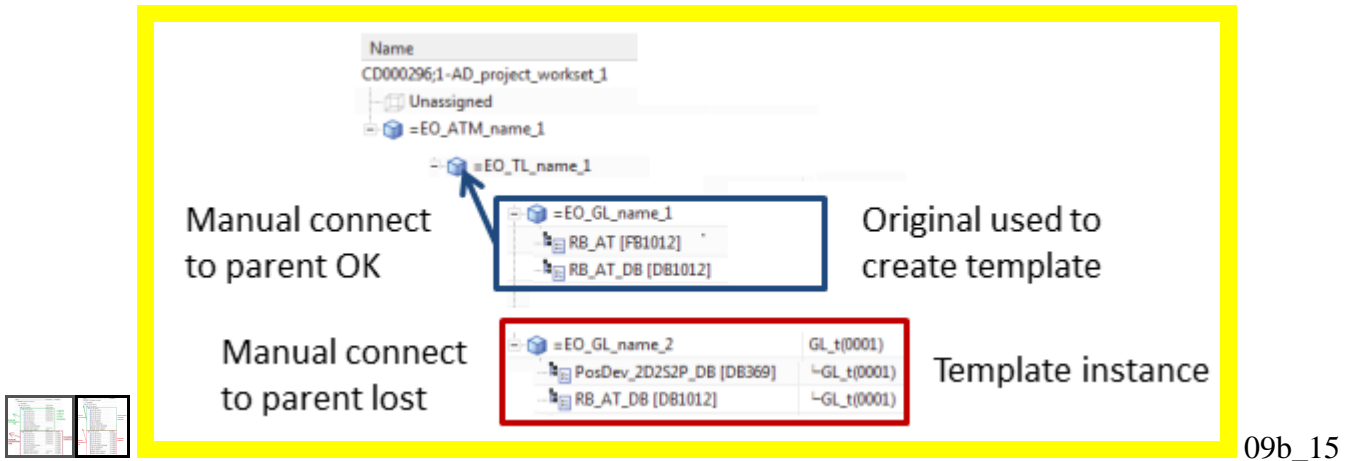 Name
CD000296;1-AD_project_workset_1
Unassigned
=EO_ATM_name_1
=EO_TL_name_1
Manual connect
to parent OK
=EO_GL_name_1
RB_AT [FB1012]
RB_AT_DB [DB1012]
Original used to
create template
Manual connect
to parent lost
=EO_GL_name_2 GL_t(0001)
PosDev_2D2S2P_DB [DB369] GL_t(0001)
RB_AT_DB [DB1012] GL_t(0001)
Template instance
09b_15